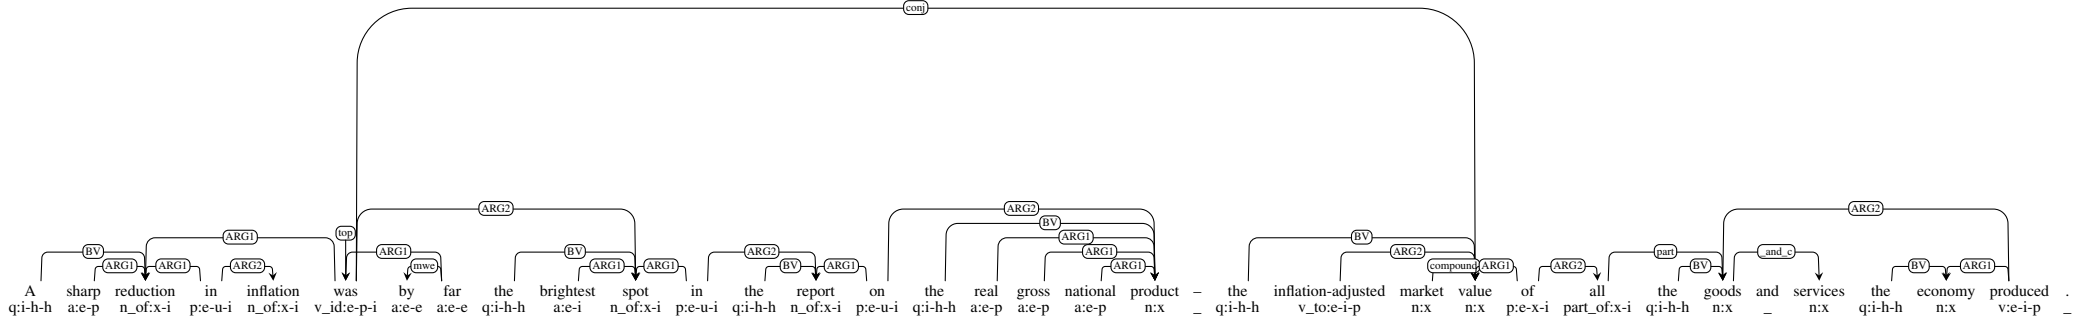 conj
ARG2 ARG2 ARG2
BV
top ARG1 ARG1 BV
BV ARG1 BV ARG2 ARG1 ARG2 part _and_c
ARG1 ARG1 ARG2 mwe ARG1 ARG1 BV ARG1 ARG1 compound ARG1 ARG2 BV BV ARG1
A sharp reduction in inflation was by far the brightest spot in the report on the real gross national product – the inflation-adjusted market value of all the goods and services the economy produced .
q:i-h-h a:e-p n_of:x-i p:e-u-i n_of:x-i v_id:e-p-i a:e-e a:e-e q:i-h-h a:e-i n_of:x-i p:e-u-i q:i-h-h n_of:x-i p:e-u-i q:i-h-h a:e-p a:e-p a:e-p n:x _ q:i-h-h v_to:e-i-p n:x n:x p:e-x-i part_of:x-i q:i-h-h n:x _ n:x q:i-h-h n:x v:e-i-p _